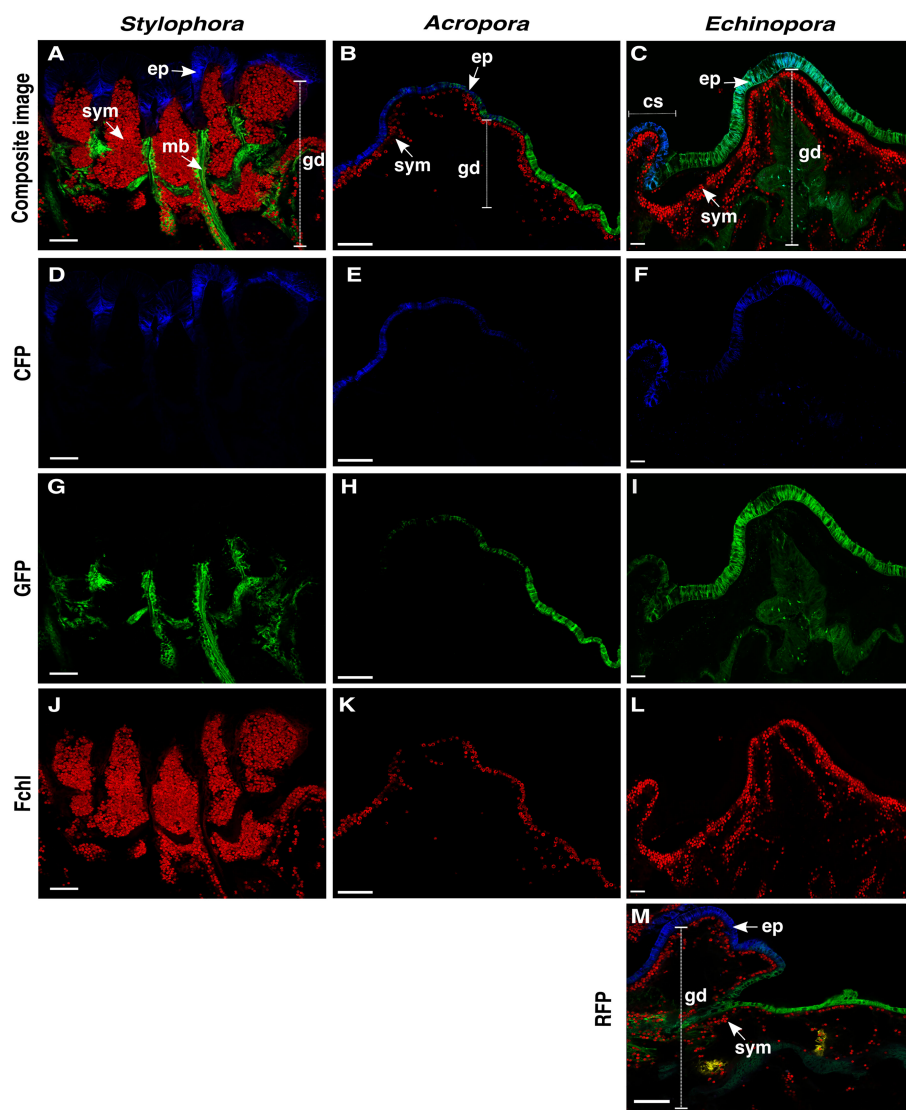 Stylophora
Acropora
Echinopora
Composite image
A
ep
sym
mb
gd
B
ep
sym
gd
C
ep
cs
gd
sym
CFP
D
E
F
GFP
G
H
I
Fchl
J
K
L
RFP
M
ep
gd
sym